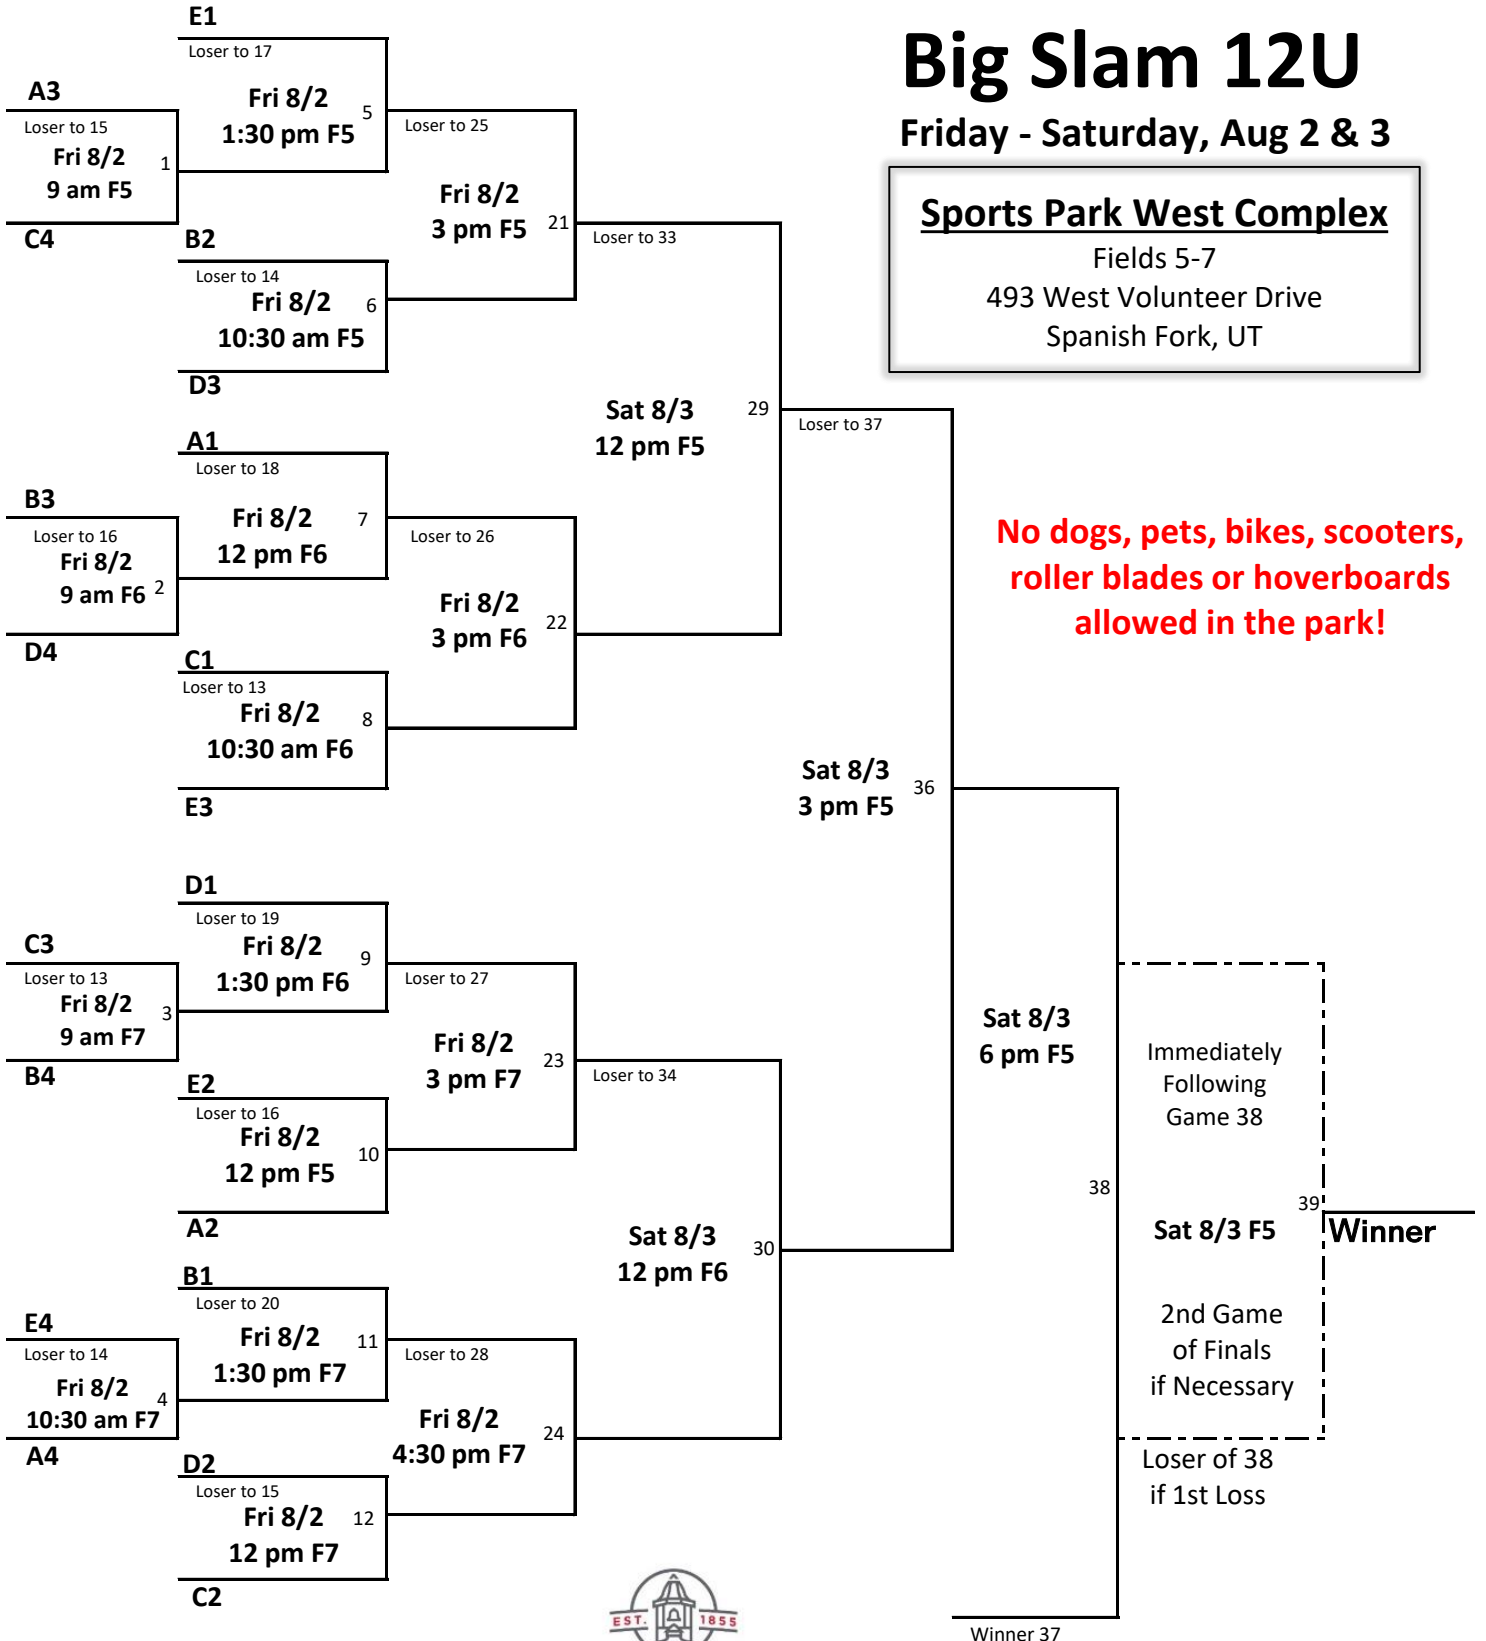 Big Slam 12U
Friday - Saturday, Aug 2 & 3
Sports Park West Complex
Fields 5-7
493 West Volunteer Drive
Spanish Fork, UT
No dogs, pets, bikes, scooters,
roller blades or hoverboards
allowed in the park!
E1
Loser to 17
Fri 8/2
1:30 pm F5
5
A3
Loser to 15
Fri 8/2
9 am F5
1
C4
Loser to 25
Fri 8/2
3 pm F5
21
B2
Loser to 14
Fri 8/2
10:30 am F5
6
D3
Loser to 33
Sat 8/3
12 pm F5
29
A1
Loser to 18
Fri 8/2
12 pm F6
7
B3
Loser to 16
Fri 8/2
9 am F6
2
D4
Loser to 26
Fri 8/2
3 pm F6
22
C1
Loser to 13
Fri 8/2
10:30 am F6
8
E3
Loser to 37
Sat 8/3
3 pm F5
36
D1
Loser to 19
Fri 8/2
1:30 pm F6
9
C3
Loser to 13
Fri 8/2
9 am F7
3
B4
Loser to 27
Fri 8/2
3 pm F7
23
E2
Loser to 16
Fri 8/2
12 pm F5
10
A2
Loser to 34
Sat 8/3
12 pm F6
30
B1
Loser to 20
Fri 8/2
1:30 pm F7
11
E4
Loser to 14
Fri 8/2
10:30 am F7
4
A4
Loser to 28
Fri 8/2
4:30 pm F7
24
D2
Loser to 15
Fri 8/2
12 pm F7
12
C2
Sat 8/3
6 pm F5
38
Immediately
Following
Game 38
Sat 8/3 F5
39
Winner
2nd Game
of Finals
if Necessary
Loser of 38
if 1st Loss
Winner 37
EST. 1855